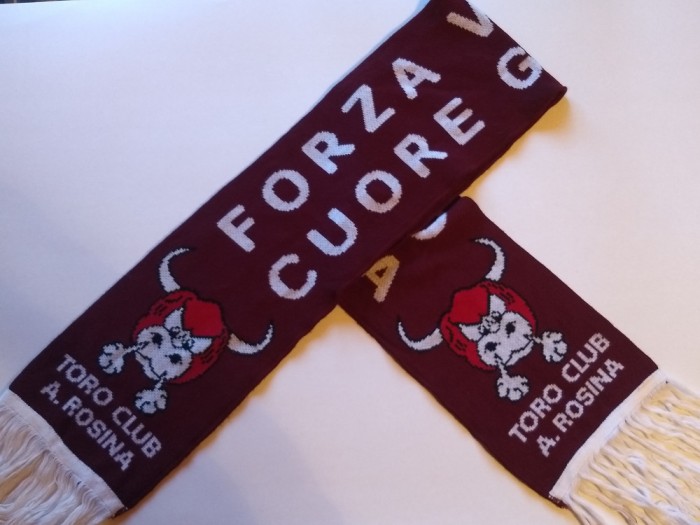 FORZA V
CUORE G
TORO CLUB
A. ROSINA
A
TORO CLUB
A. ROSINA